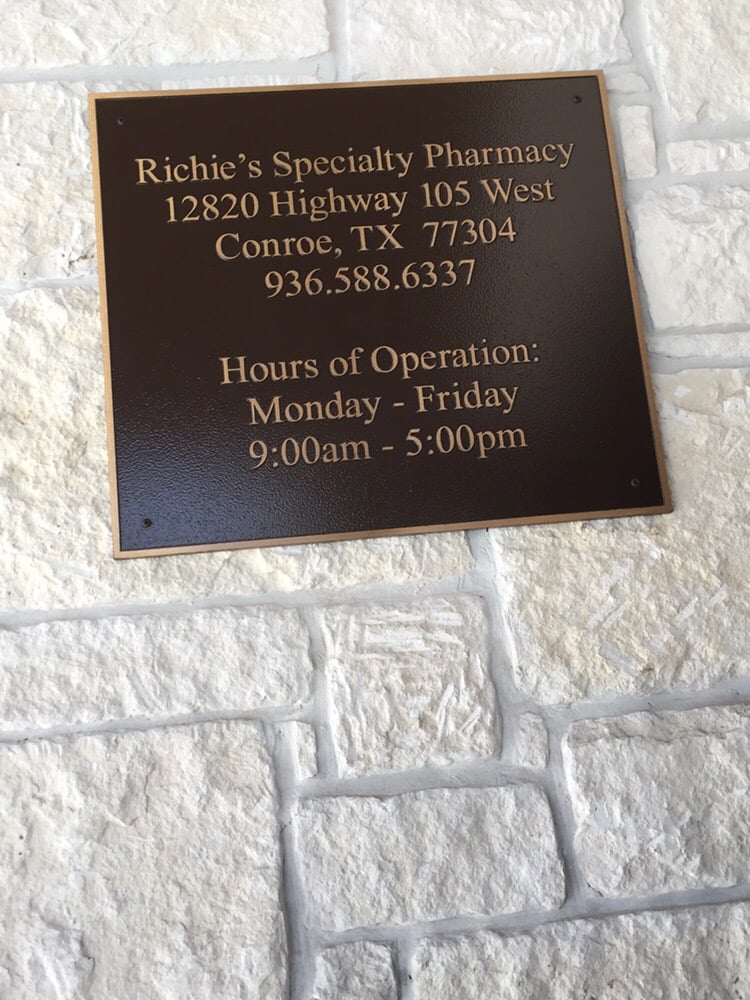 Richie's Specialty Pharmacy
12820 Highway 105 West
Conroe, TX 77304
936.588.6337
Hours of Operation:
Monday - Friday
9:00am - 5:00pm